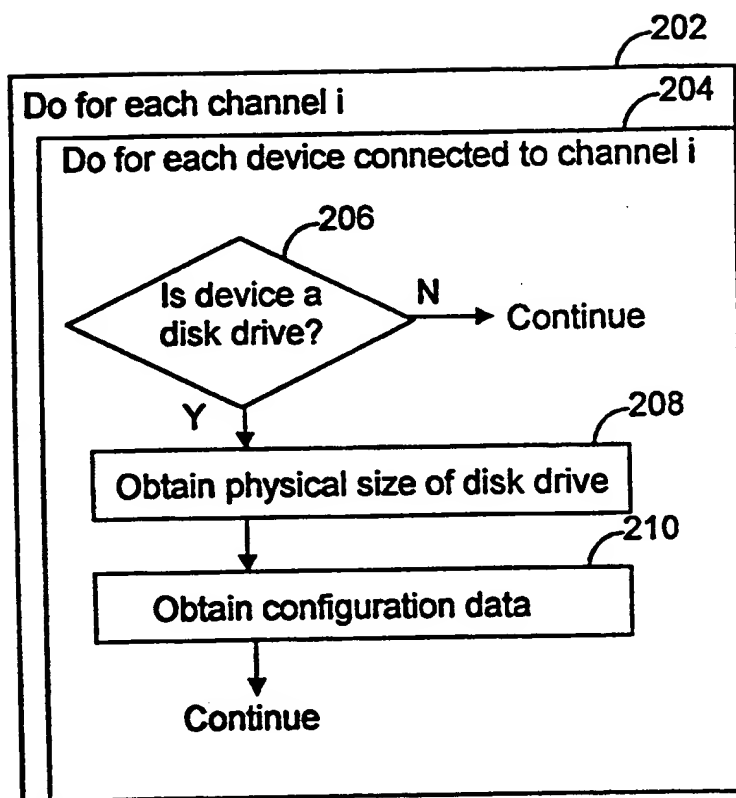 202
Do for each channel i
204
Do for each device connected to channel i
206
Is device a
disk drive?
N
Continue
Y
208
Obtain physical size of disk drive
210
Obtain configuration data
Continue